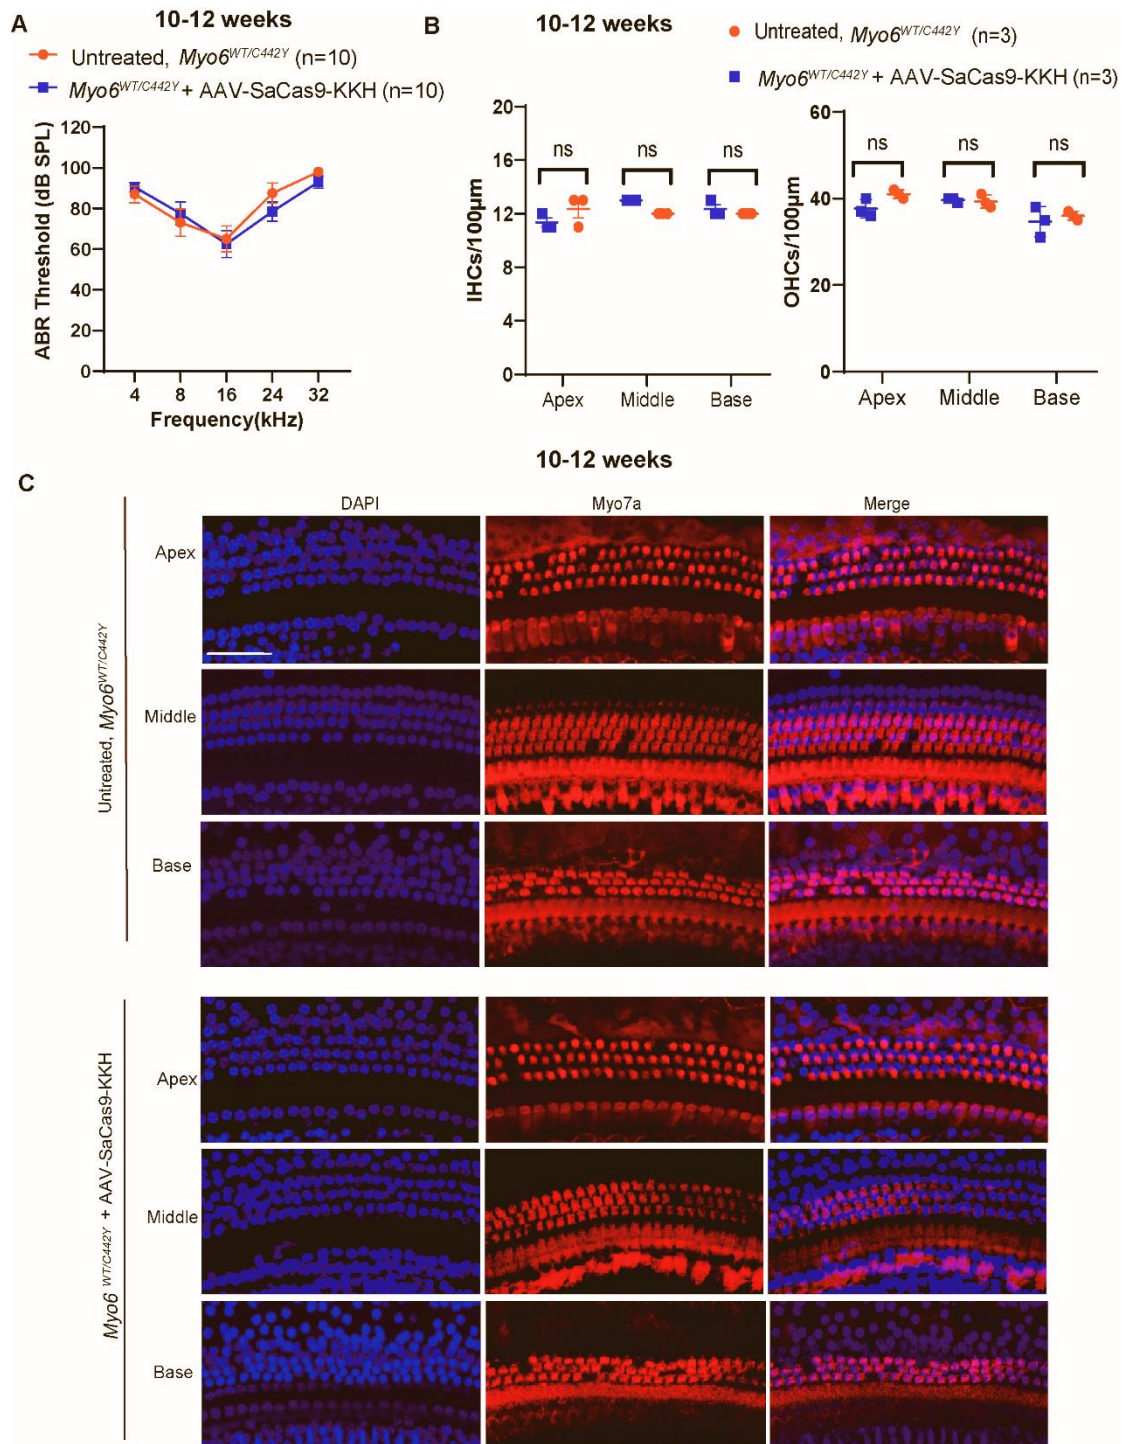 A
10-12 weeks
Untreated, Myo6WT/C442Y (n=10)
Myo6WT/C442Y + AAV-SaCas9-KKH (n=10)
ABR Threshold (dB SPL)
120
100
80
60
40
20
0
4 8 16 24 32
Frequency(kHz)
B
10-12 weeks
Untreated, Myo6WT/C442Y (n=3)
Myo6WT/C442Y + AAV-SaCas9-KKH (n=3)
IHCs/100µm
20
16
12
8
4
0
ns ns ns
Apex Middle Base
OHCs/100µm
60
40
20
0
ns ns ns
Apex Middle Base
10-12 weeks
C
DAPI Myo7a Merge
Untreated, Myo6WT/C442Y
Apex
Middle
Base
Myo6 WT/C442Y + AAV-SaCas9-KKH
Apex
Middle
Base